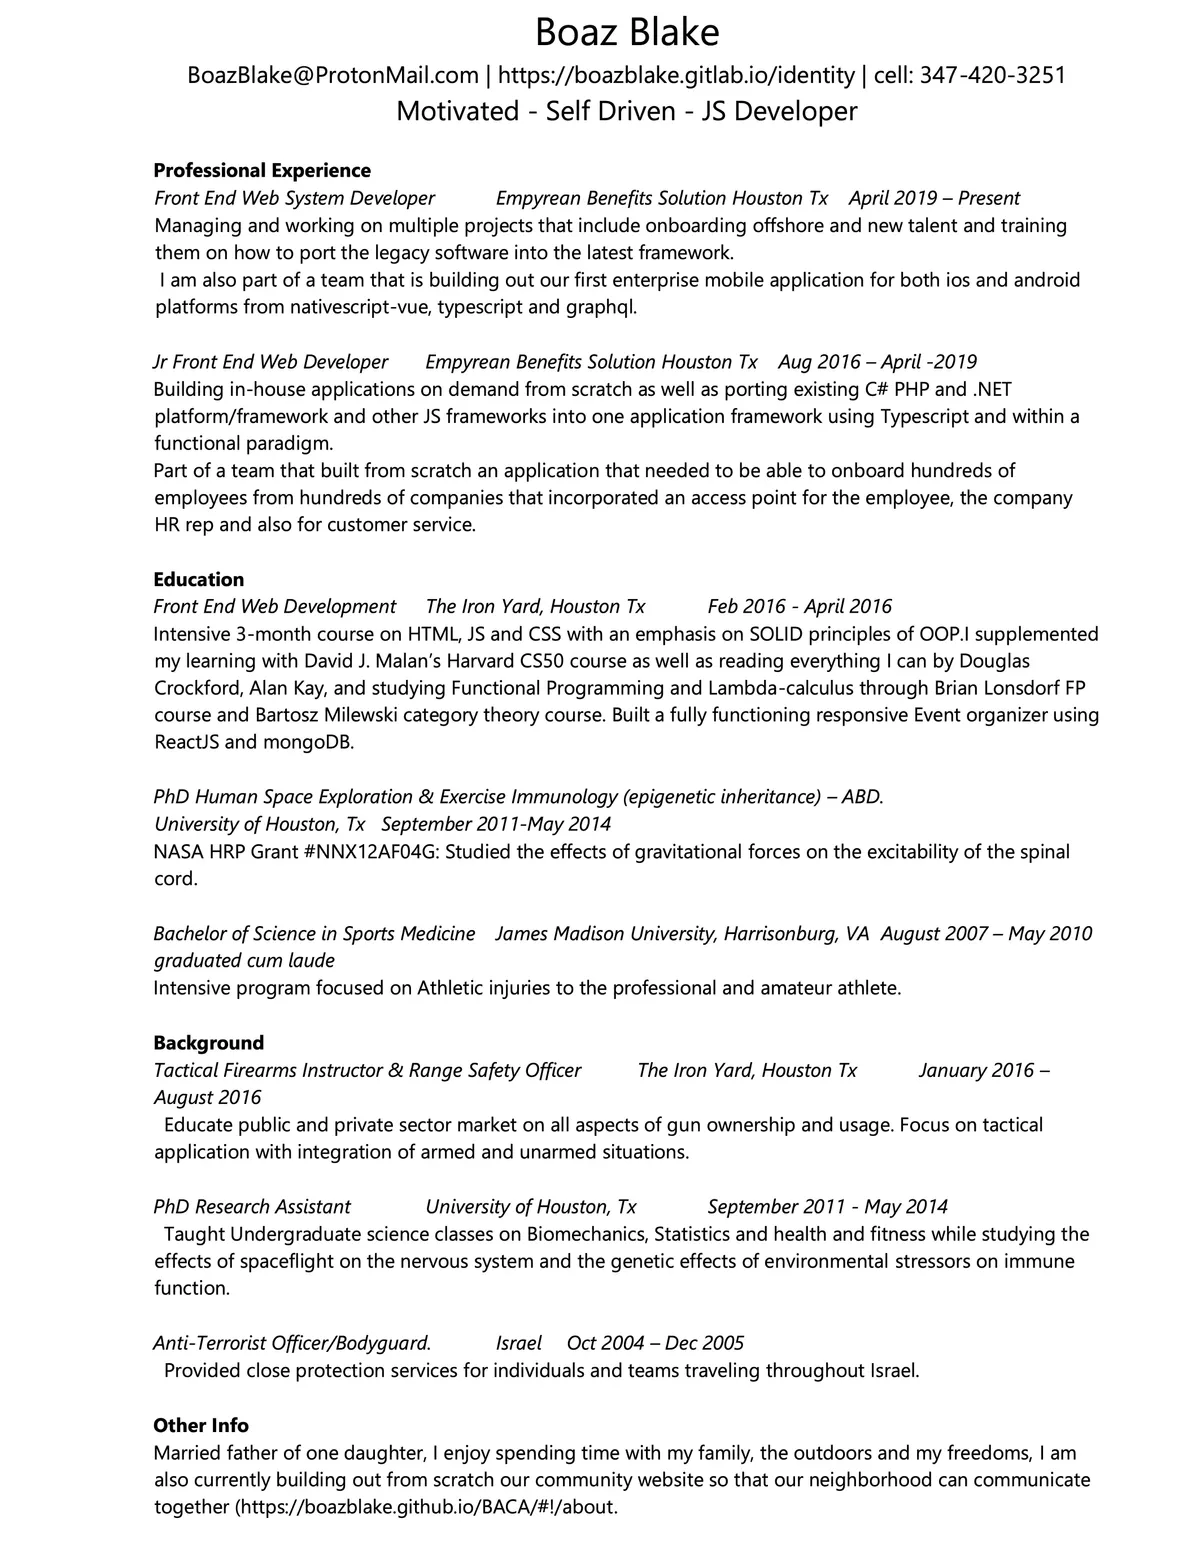 Boaz Blake
BoazBlake@ProtonMail.com | https://boazblake.gitlab.io/identity | cell: 347-420-3251
Motivated - Self Driven - JS Developer
Professional Experience
Front End Web System Developer Empyrean Benefits Solution Houston Tx April 2019 – Present
Managing and working on multiple projects that include onboarding offshore and new talent and training
them on how to port the legacy software into the latest framework.
I am also part of a team that is building out our first enterprise mobile application for both ios and android
platforms from nativescript-vue, typescript and graphql.
Jr Front End Web Developer Empyrean Benefits Solution Houston Tx Aug 2016 – April -2019
Building in-house applications on demand from scratch as well as porting existing C# PHP and .NET
platform/framework and other JS frameworks into one application framework using Typescript and within a
functional paradigm.
Part of a team that built from scratch an application that needed to be able to onboard hundreds of
employees from hundreds of companies that incorporated an access point for the employee, the company
HR rep and also for customer service.
Education
Front End Web Development The Iron Yard, Houston Tx Feb 2016 - April 2016
Intensive 3-month course on HTML, JS and CSS with an emphasis on SOLID principles of OOP.I supplemented
my learning with David J. Malan’s Harvard CS50 course as well as reading everything I can by Douglas
Crockford, Alan Kay, and studying Functional Programming and Lambda-calculus through Brian Lonsdorf FP
course and Bartosz Milewski category theory course. Built a fully functioning responsive Event organizer using
ReactJS and mongoDB.
PhD Human Space Exploration & Exercise Immunology (epigenetic inheritance) – ABD.
University of Houston, Tx September 2011-May 2014
NASA HRP Grant #NNX12AF04G: Studied the effects of gravitational forces on the excitability of the spinal
cord.
Bachelor of Science in Sports Medicine James Madison University, Harrisonburg, VA August 2007 – May 2010
graduated cum laude
Intensive program focused on Athletic injuries to the professional and amateur athlete.
Background
Tactical Firearms Instructor & Range Safety Officer The Iron Yard, Houston Tx January 2016 –
August 2016
Educate public and private sector market on all aspects of gun ownership and usage. Focus on tactical
application with integration of armed and unarmed situations.
PhD Research Assistant University of Houston, Tx September 2011 - May 2014
Taught Undergraduate science classes on Biomechanics, Statistics and health and fitness while studying the
effects of spaceflight on the nervous system and the genetic effects of environmental stressors on immune
function.
Anti-Terrorist Officer/Bodyguard. Israel Oct 2004 – Dec 2005
Provided close protection services for individuals and teams traveling throughout Israel.
Other Info
Married father of one daughter, I enjoy spending time with my family, the outdoors and my freedoms, I am
also currently building out from scratch our community website so that our neighborhood can communicate
together (https://boazblake.github.io/BACA/#!/about.